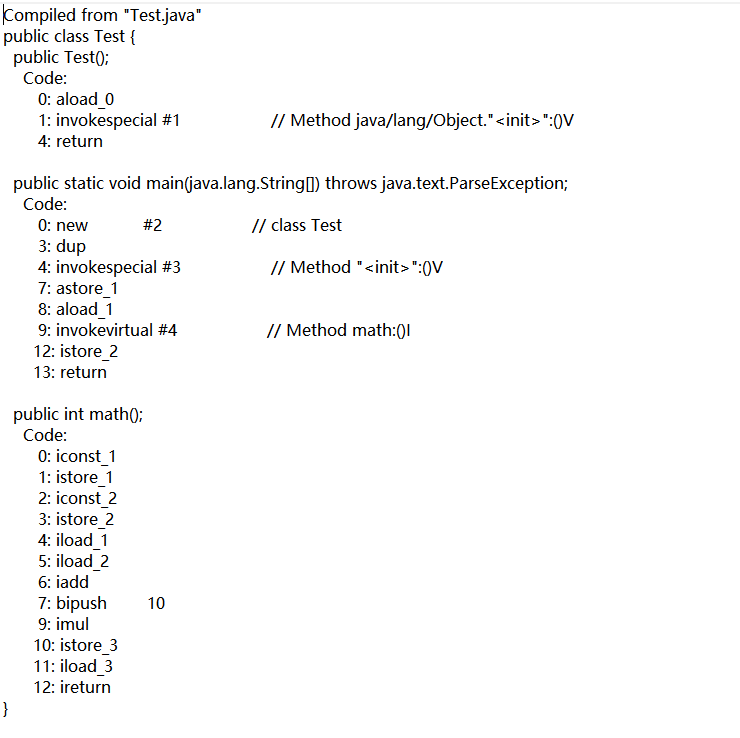 Compiled from "Test.java"
public class Test {
  public Test();
    Code:
       0: aload_0
       1: invokespecial #1                  // Method java/lang/Object."<init>":()V
       4: return

  public static void main(java.lang.String[]) throws java.text.ParseException;
    Code:
       0: new           #2                  // class Test
       3: dup
       4: invokespecial #3                  // Method "<init>":()V
       7: astore_1
       8: aload_1
       9: invokevirtual #4                  // Method math:()I
      12: istore_2
      13: return

  public int math();
    Code:
       0: iconst_1
       1: istore_1
       2: iconst_2
       3: istore_2
       4: iload_1
       5: iload_2
       6: iadd
       7: bipush        10
       9: imul
      10: istore_3
      11: iload_3
      12: ireturn
}